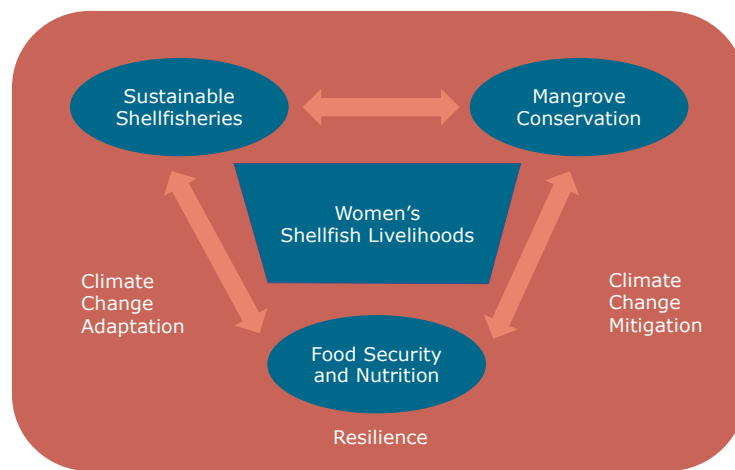 Sustainable
Shellfisheries
Mangrove
Conservation
Women’s
Shellfish Livelihoods
Climate
Change
Adaptation
Climate
Change
Mitigation
Food Security
and Nutrition
Resilience